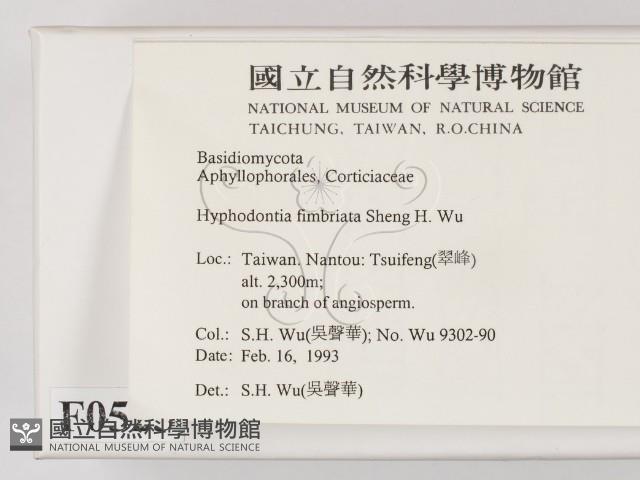 國立自然科學博物館
NATIONAL MUSEUM OF NATURAL SCIENCE
TAICHUNG, TAIWAN, R.O.CHINA
Basidiomycota
Aphyllophorales, Corticiaceae
Hyphodontia fimbriata Sheng H. Wu
Loc.: Taiwan. Nantou: Tsuifeng(翠峰)
alt. 2,300m;
on branch of angiosperm.
Col.: S.H. Wu(吳聲華); No. Wu 9302-90
Date: Feb. 16, 1993
Det.: S.H. Wu(吳聲華)
F05
國立自然科學博物館
NATIONAL MUSEUM OF NATURAL SCIENCE